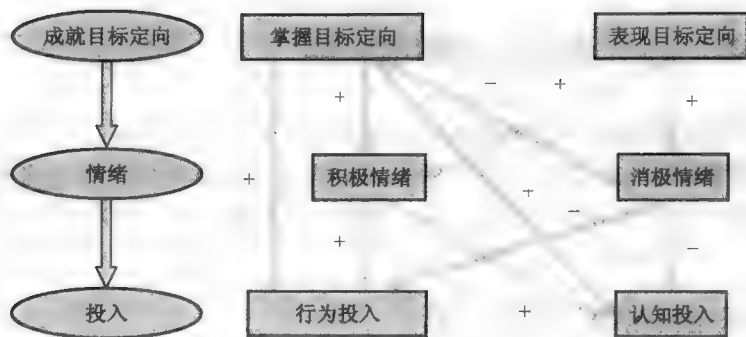 成就目标定向 掌握目标定向 表现目标定向
+ − + +
情绪 积极情绪 消极情绪
+ +
−
+ −
投入 行为投入 + 认知投入